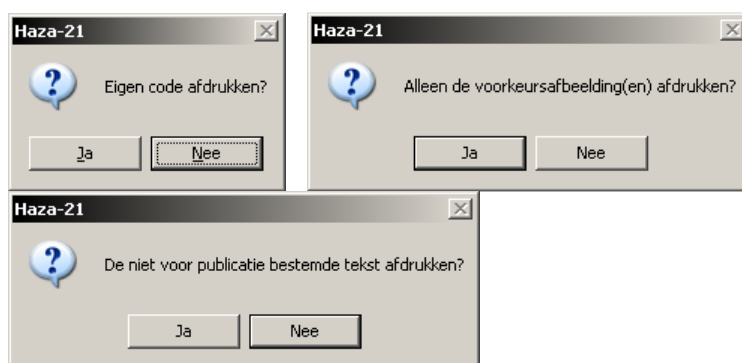 Haza-21
Eigen code afdrukken?
Ja
Nee
Haza-21
Alleen de voorkeursafbeelding(en) afdrukken?
Ja
Nee
Haza-21
De niet voor publicatie bestemde tekst afdrukken?
Ja
Nee